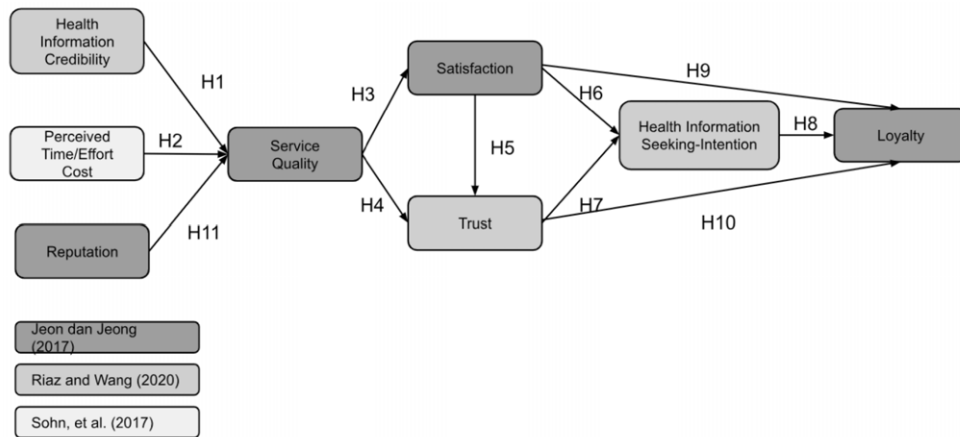 Health
Information
Credibility
H1
Perceived
Time/Effort
Cost
H2
Reputation
H11
Service
Quality
H3
H4
Satisfaction
H5
Trust
H6
H7
Health Information
Seeking-Intention
H8
H9
H10
Loyalty
Jeon dan Jeong
(2017)
Riaz and Wang (2020)
Sohn, et al. (2017)